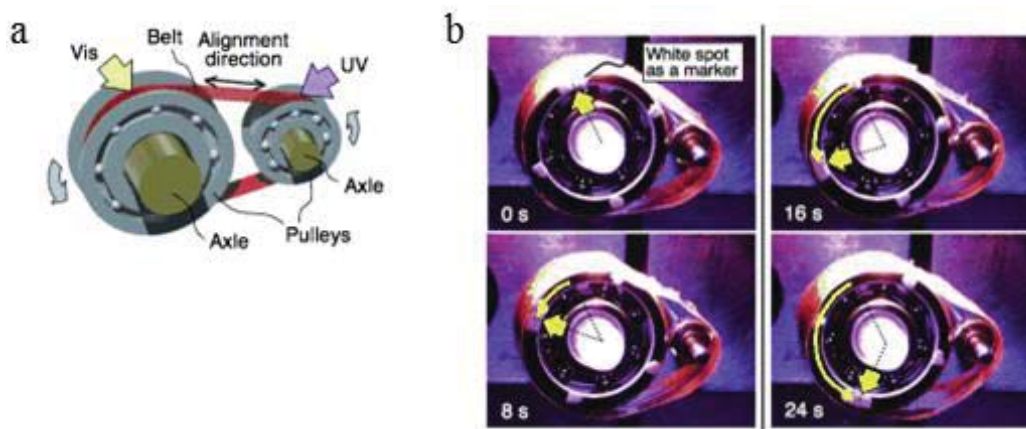 a
Vis
Belt
Alignment
direction
UV
Axle
Axle
Pulleys
b
White spot
as a marker
0 s
16 s
8 s
24 s